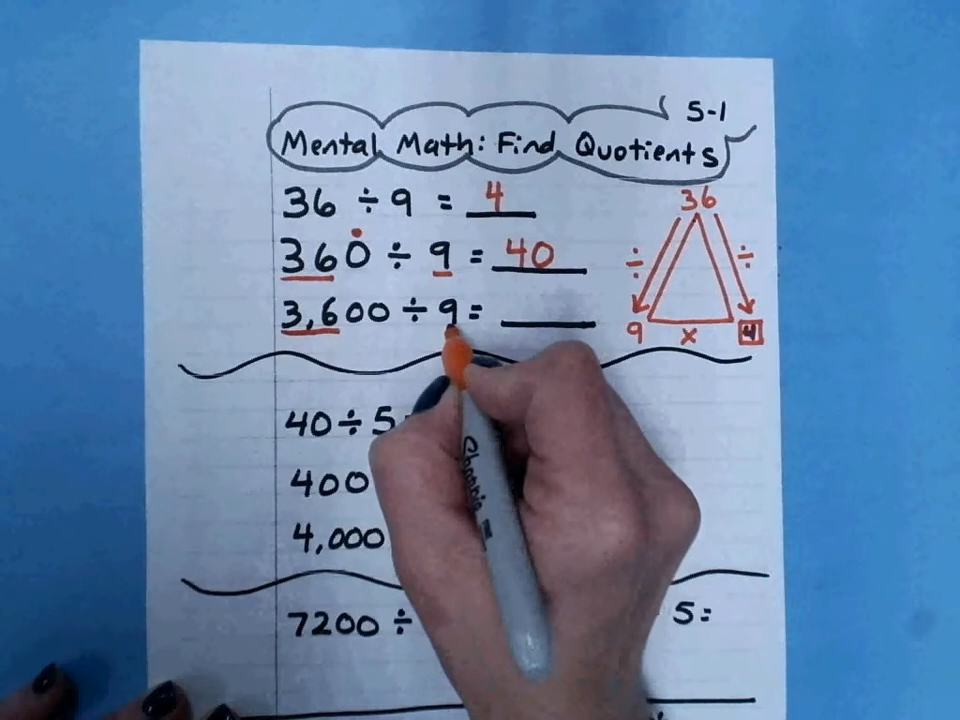 5-1
Mental Math: Find Quotients
36 ÷ 9 = 4
360 ÷ 9 = 40
3,600 ÷ 9 =
36
÷ ÷
9 x 4
40 ÷ 5
400
4,000
7200 ÷
5=
Sharpie